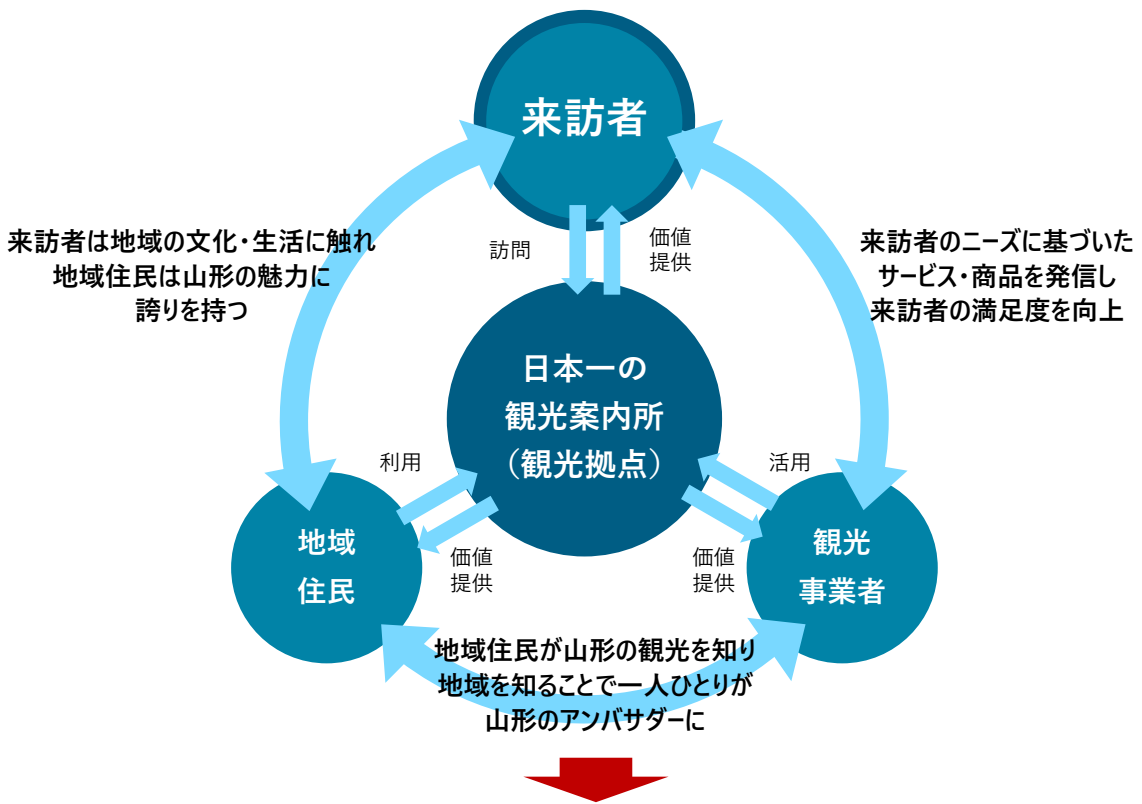 来訪者
訪問
価値
提供
来訪者は地域の文化・生活に触れ
地域住民は山形の魅力に
誇りを持つ
来訪者のニーズに基づいた
サービス・商品を発信し
来訪者の満足度を向上
日本一の
観光案内所
（観光拠点）
利用
活用
地域
住民
価値
提供
価値
提供
観光
事業者
地域住民が山形の観光を知り
地域を知ることで一人ひとりが
山形のアンバサダーに